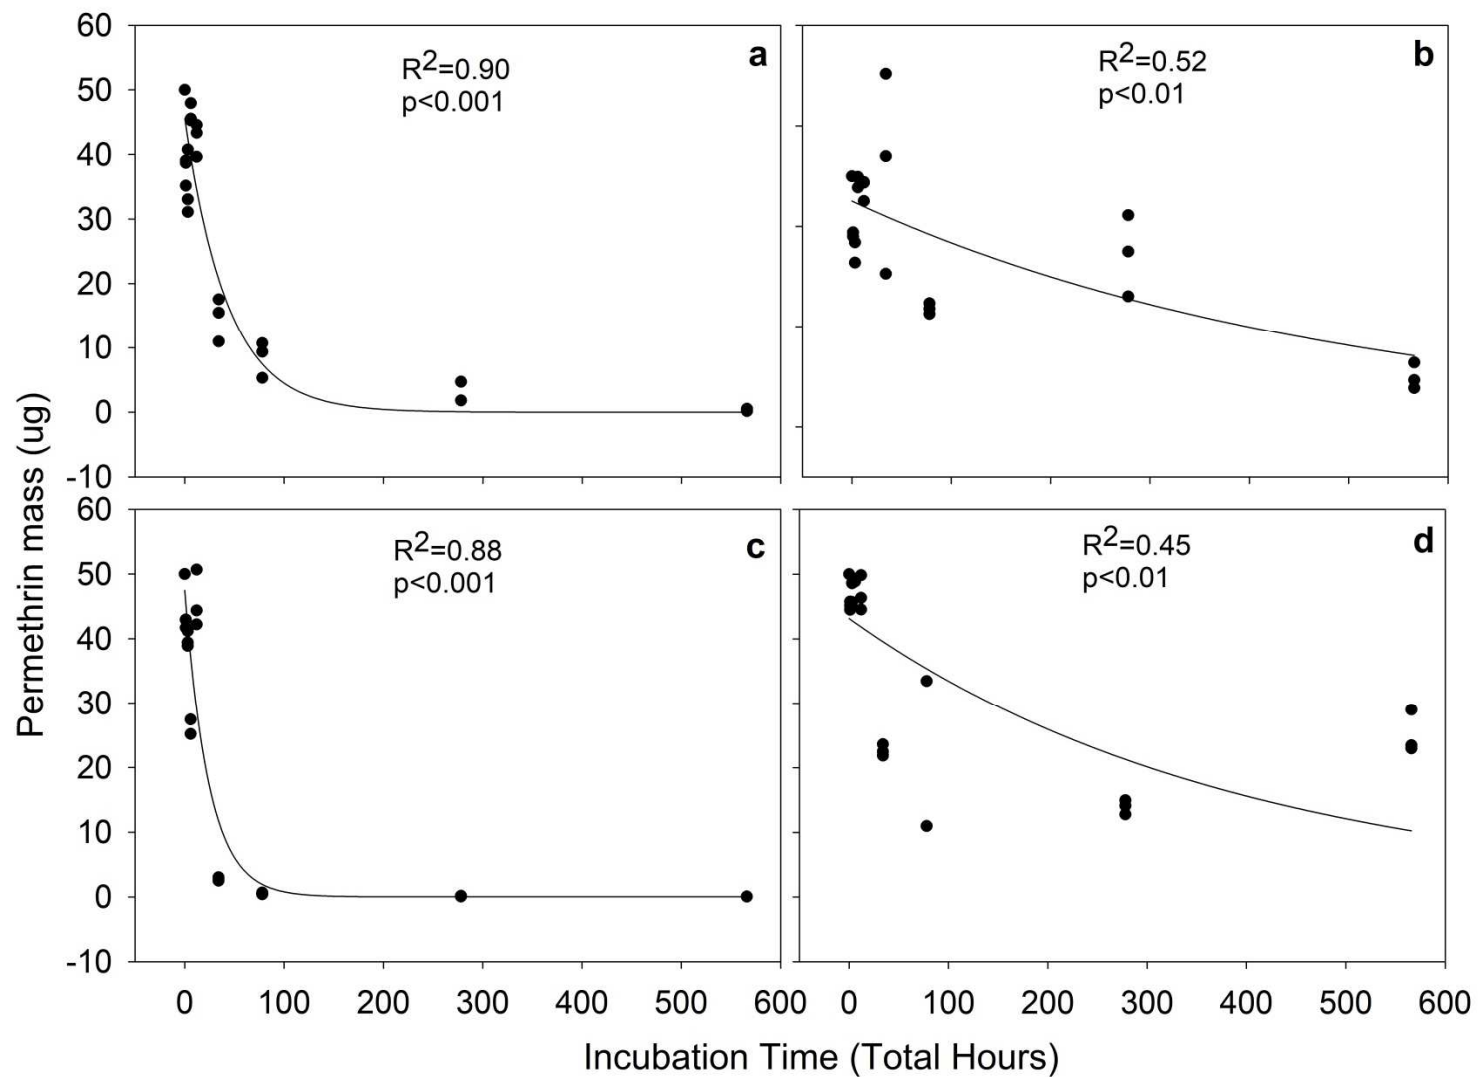 60
50
40
30
20
10
0
-10
R2=0.90
p<0.001
a
R2=0.52
p<0.01
b
Permethrin mass (ug)
60
50
40
30
20
10
0
-10
R2=0.88
p<0.001
c
R2=0.45
p<0.01
d
0 100 200 300 400 500 600
0 100 200 300 400 500 600
Incubation Time (Total Hours)